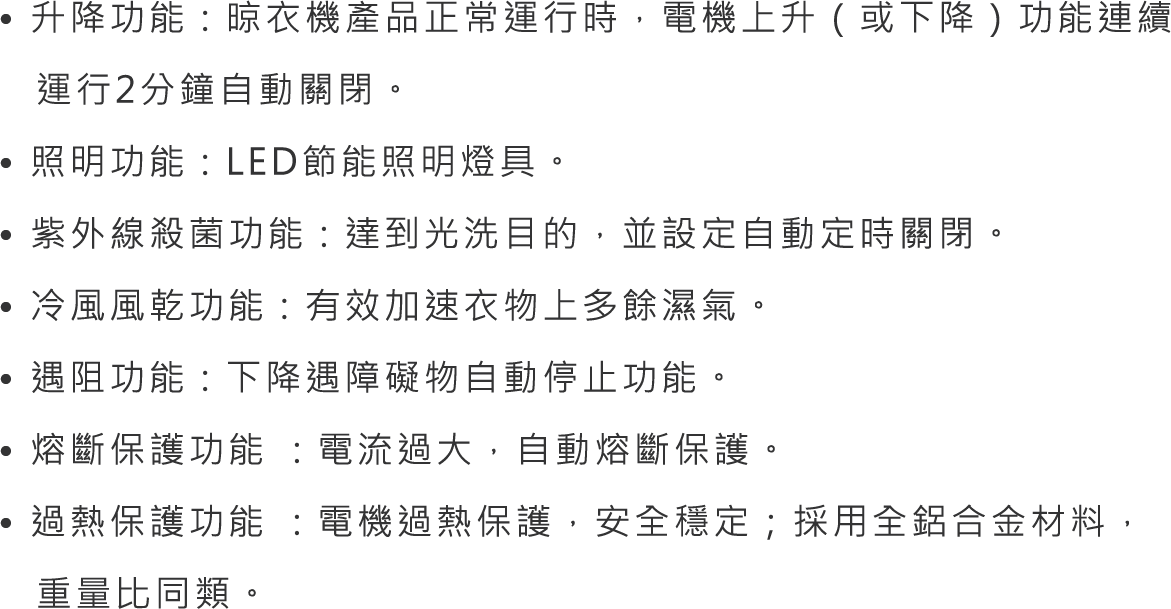 • 升降功能：晾衣機產品正常運行時，電機上升（或下降）功能連續
運行2分鐘自動關閉。
• 照明功能：LED節能照明燈具。
• 紫外線殺菌功能：達到光洗目的，並設定自動定時關閉。
• 冷風風乾功能：有效加速衣物上多餘濕氣。
• 遇阻功能：下降遇障礙物自動停止功能。
• 熔斷保護功能 ：電流過大，自動熔斷保護。
• 過熱保護功能 ：電機過熱保護，安全穩定；採用全鋁合金材料，
重量比同類。